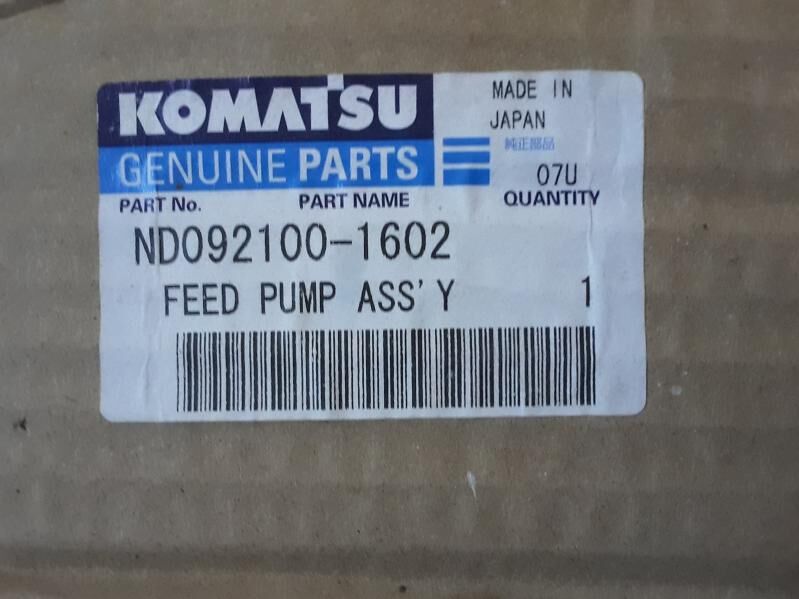 KOMATSU
MADE IN
JAPAN
GENUINE PARTS
純正部品
07U
PART No.
PART NAME
QUANTITY
ND092100-1602
FEED PUMP ASS'Y
1